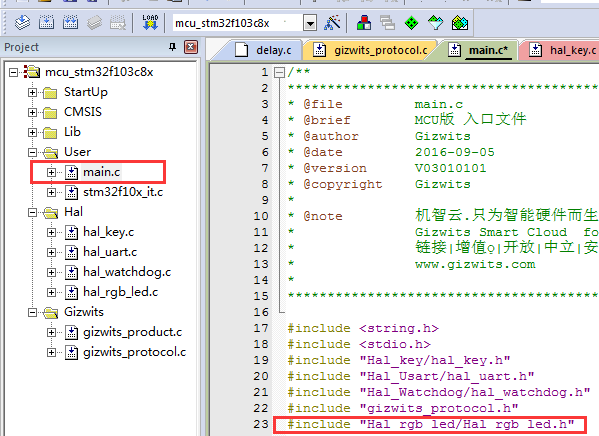 mcu_stm32f103c8x
LOAD
Project
mcu_stm32f103c8x
StartUp
CMSIS
Lib
User
main.c
stm32f10x_it.c
Hal
hal_key.c
hal_uart.c
hal_watchdog.c
hal_rgb_led.c
Gizwits
gizwits_product.c
gizwits_protocol.c
delay.c
gizwits_protocol.c
main.c*
hal_key.c
1 /**
2 ****************************************
3 * @file main.c
4 * @brief MCU版 入口文件
5 * @author Gizwits
6 * @date 2016-09-05
7 * @version V03010101
8 * @copyright Gizwits
9 *
10 * @note 机智云.只为智能硬件而生
11 * Gizwits Smart Cloud fo
12 * 链接|增值ọ|开放|中立|安
13 * www.gizwits.com
14 *
15 ****************************************
16
17 #include <string.h>
18 #include <stdio.h>
19 #include "Hal_key/hal_key.h"
20 #include "Hal_Usart/hal_uart.h"
21 #include "Hal_Watchdog/hal_watchdog.h"
22 #include "gizwits_protocol.h"
23 #include "Hal_rgb_led/Hal_rgb_led.h"